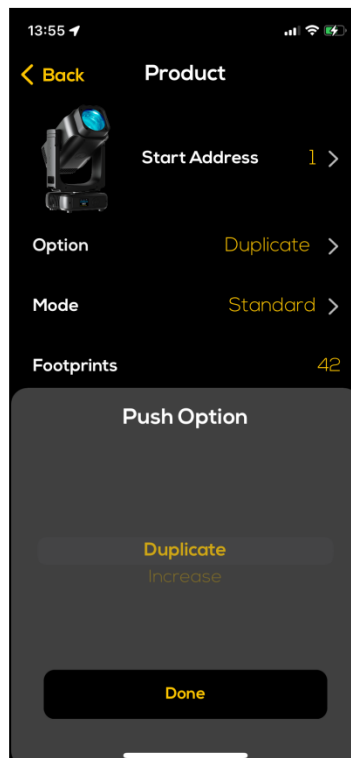 13:55
Back Product
Start Address 1
Option Duplicate
Mode Standard
Footprints 42
Push Option
Duplicate
Increase
Done